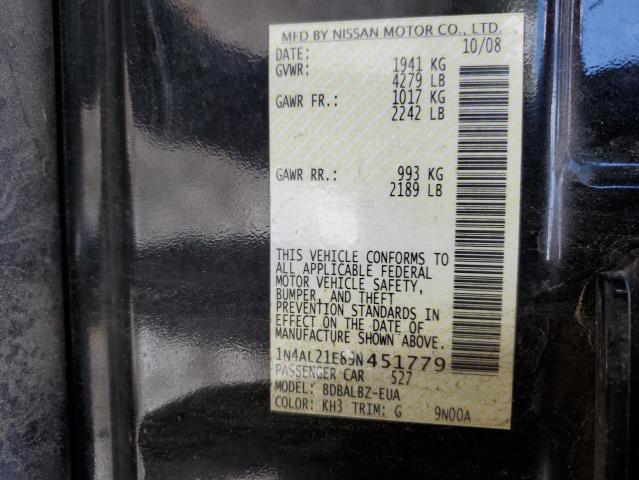 MFD BY NISSAN MOTOR CO., LTD.
DATE: 10/08
GVWR: 1941 KG
4279 LB
GAWR FR.: 1017 KG
2242 LB
GAWR RR.: 993 KG
2189 LB
THIS VEHICLE CONFORMS TO
ALL APPLICABLE FEDERAL
MOTOR VEHICLE SAFETY,
BUMPER, AND THEFT
PREVENTION STANDARDS IN
EFFECT ON THE DATE OF
MANUFACTURE SHOWN ABOVE.
1N4AL21E89N451779
PASSENGER CAR 527
MODEL: BDBALBZ-EUA
COLOR: KH3 TRIM: G 9N00A